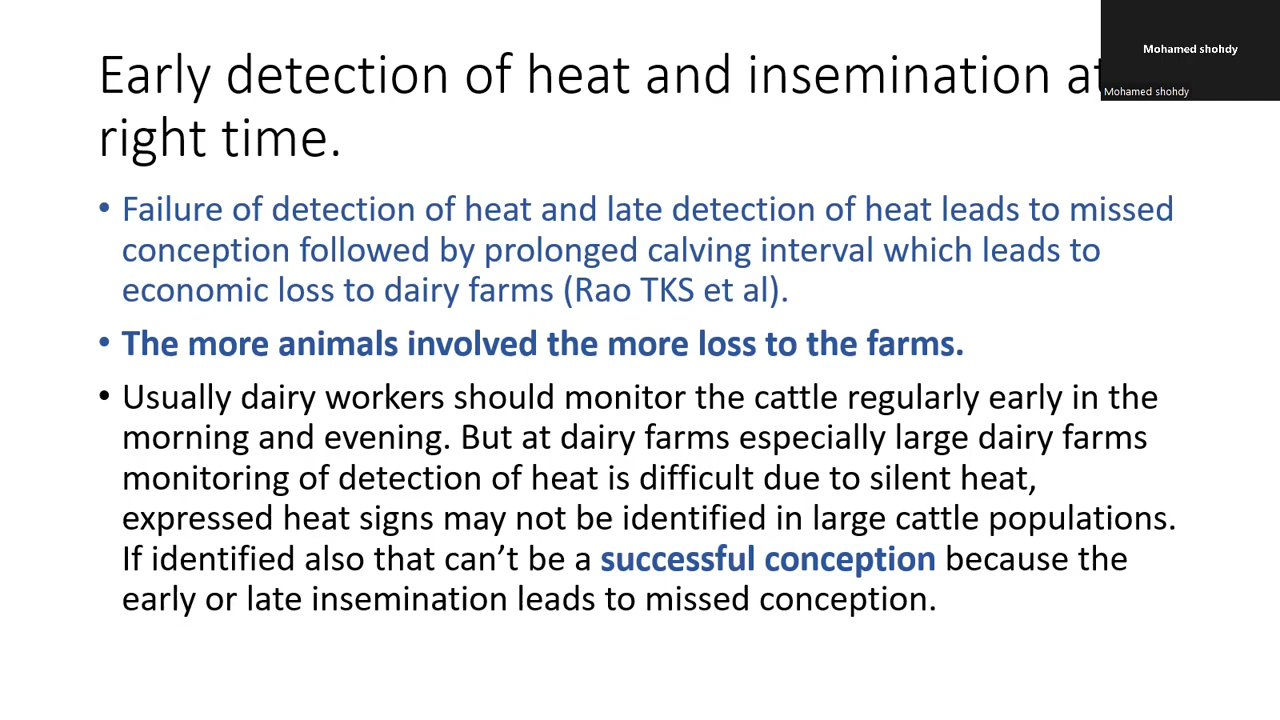 Early detection of heat and insemination at
right time.
Mohamed shohdy
Mohamed shohdy
• Failure of detection of heat and late detection of heat leads to missed
conception followed by prolonged calving interval which leads to
economic loss to dairy farms (Rao TKS et al).
• The more animals involved the more loss to the farms.
• Usually dairy workers should monitor the cattle regularly early in the
morning and evening. But at dairy farms especially large dairy farms
monitoring of detection of heat is difficult due to silent heat,
expressed heat signs may not be identified in large cattle populations.
If identified also that can’t be a successful conception because the
early or late insemination leads to missed conception.